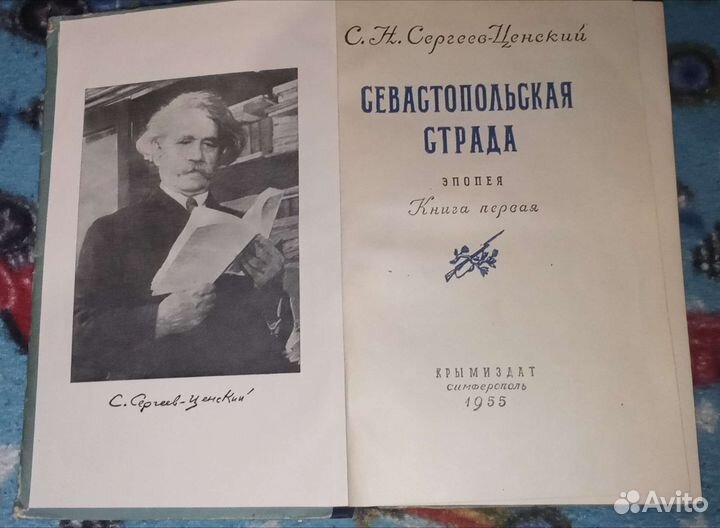 С. Сергеев-Ценский
С. Н. Сергеев-Ценский
СЕВАСТОПОЛЬСКАЯ
СТРАДА
ЭПОПЕЯ
Книга первая
КРЫМИЗДАТ
Симферополь
1955
Avito